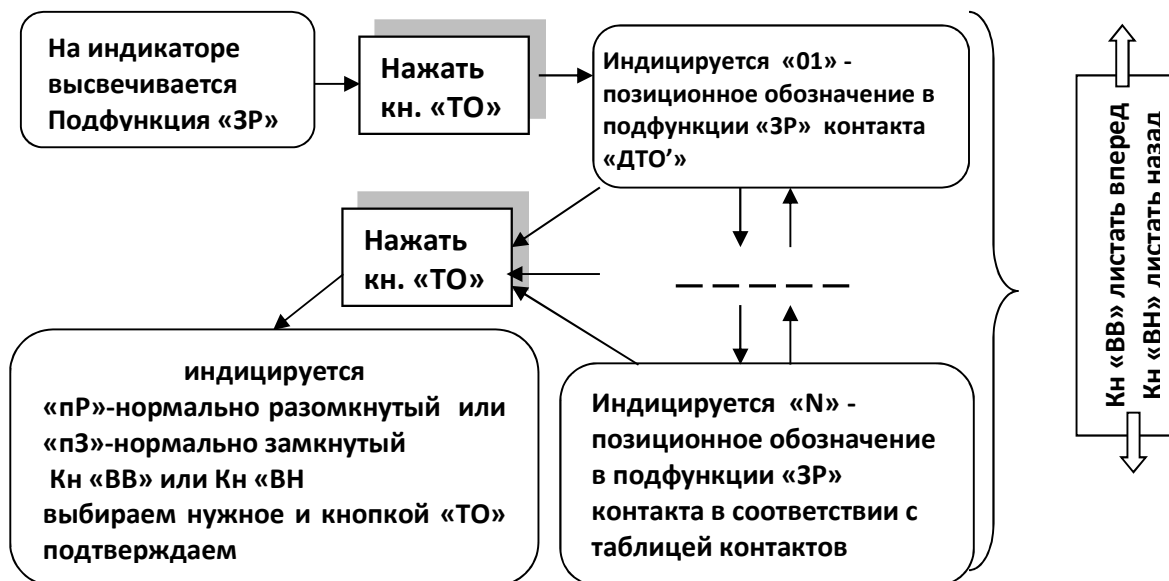 На индикаторе
высвечивается
Подфункция «ЗР»
Нажать
кн. «ТО»
Индицируется «01» -
позиционное обозначение в
подфункции «ЗР» контакта
«ДТО’»
Нажать
кн. «ТО»
индицируется
«пР»-нормально разомкнутый или
«пЗ»-нормально замкнутый
Кн «ВВ» или Кн «ВН
выбираем нужное и кнопкой «ТО»
подтверждаем
Индицируется «N» -
позиционное обозначение
в подфункции «ЗР»
контакта в соответствии с
таблицей контактов
Кн «ВВ» листать вперед
Кн «ВН» листать назад